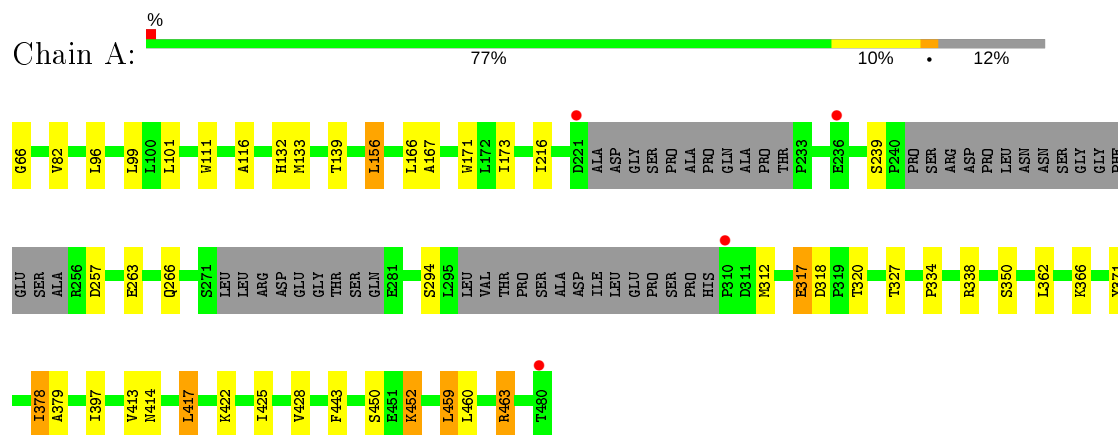 %
Chain A:
77% 10% • 12%
G66 V82 L96 L99 L100 L101 W111 A116 H132 M133 T139 L156 L166 A167 W171 L172 I173 I216 D221 ALA ASP GLY SER PRO ALA PRO GLN ALA PRO THR P233 E236 S239 P240 PRO SER ARG ASP PRO LEU ASN ASN SER GLY GLY PHE
GLU SER ALA R256 D257 E263 Q266 S271 LEU LEU ARG ASP GLU GLY THR SER GLN E281 S294 L295 LEU VAL THR PRO SER ALA ASP ILE LEU GLU PRO SER PRO HIS P310 D311 M312 E317 D318 P319 T320 T327 P334 R338 S350 L362 K366 Y371
I378 A379 I397 V413 N414 L417 K422 I425 V428 F443 S450 E451 K452 L459 L460 R463 T480